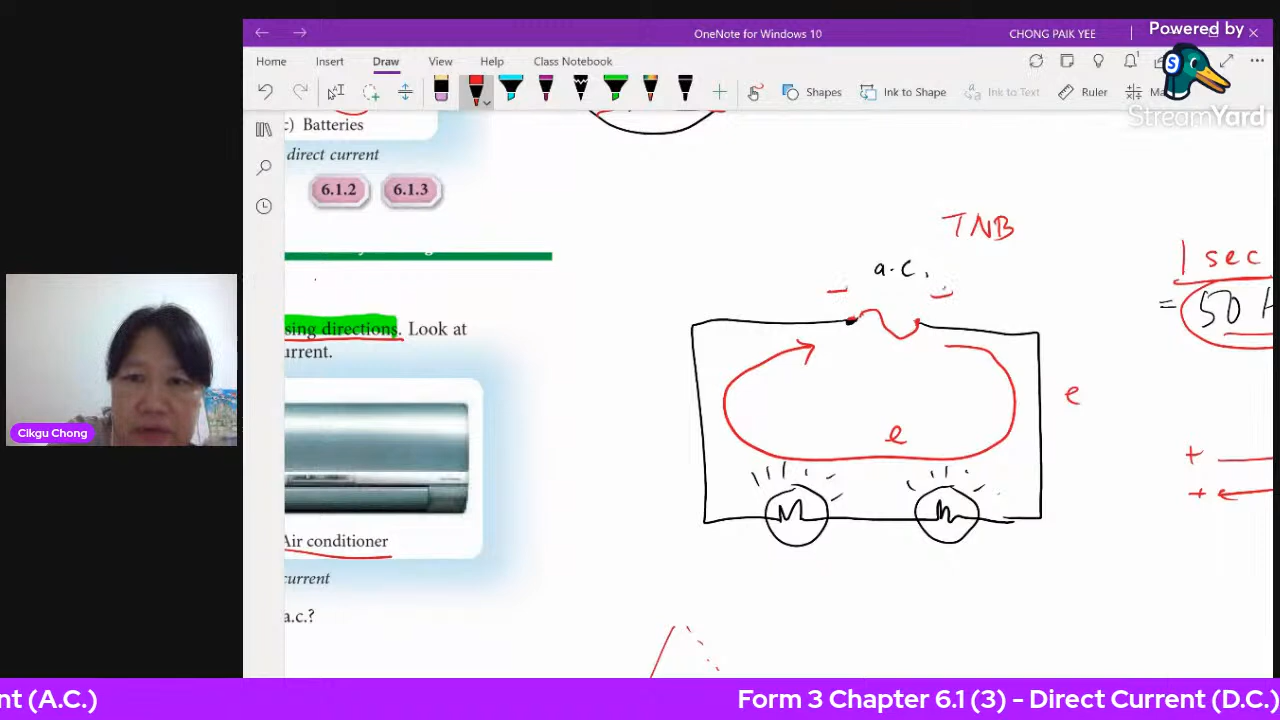 OneNote for Windows 10
CHONG PAIK YEE
Powered by
StreamYard
Home Insert Draw View Help Class Notebook
Shapes Ink to Shape Ink to Text Ruler
c) Batteries
direct current
6.1.2 6.1.3
sing directions. Look at
urrent.
Air conditioner
current
a.c.?
TNB
a.c.
1 sec
= 50
e
e
+
+
Cikgu Chong
nt (A.C.)
Form 3 Chapter 6.1 (3) - Direct Current (D.C.)